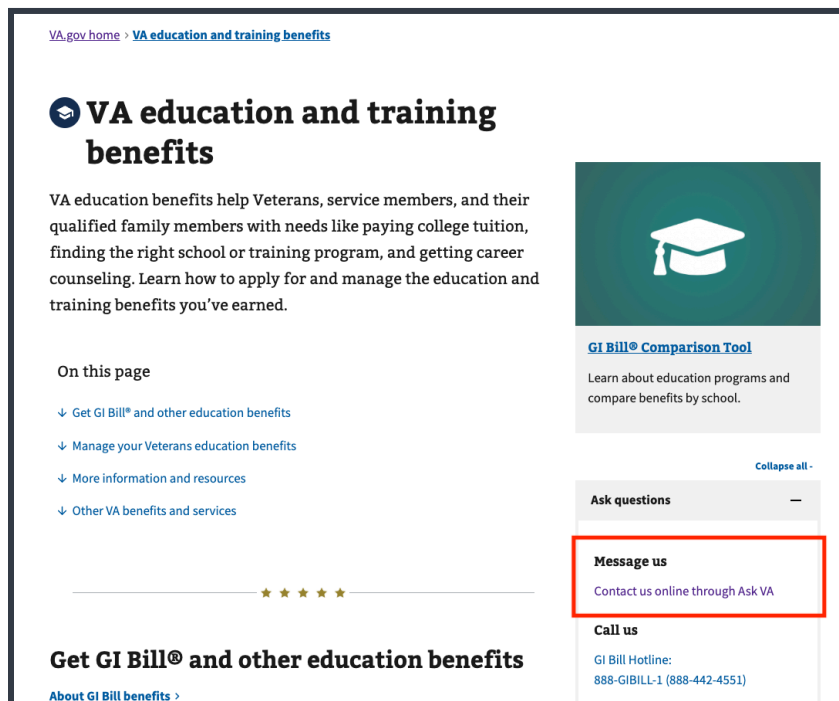 VA.gov home › VA education and training benefits
VA education and training
benefits
VA education benefits help Veterans, service members, and their
qualified family members with needs like paying college tuition,
finding the right school or training program, and getting career
counseling. Learn how to apply for and manage the education and
training benefits you’ve earned.
On this page
↓ Get GI Bill® and other education benefits
↓ Manage your Veterans education benefits
↓ More information and resources
↓ Other VA benefits and services
Get GI Bill® and other education benefits
About GI Bill benefits ›
GI Bill® Comparison Tool
Learn about education programs and
compare benefits by school.
Collapse all -
Ask questions —
Message us
Contact us online through Ask VA
Call us
GI Bill Hotline:
888-GIBILL-1 (888-442-4551)